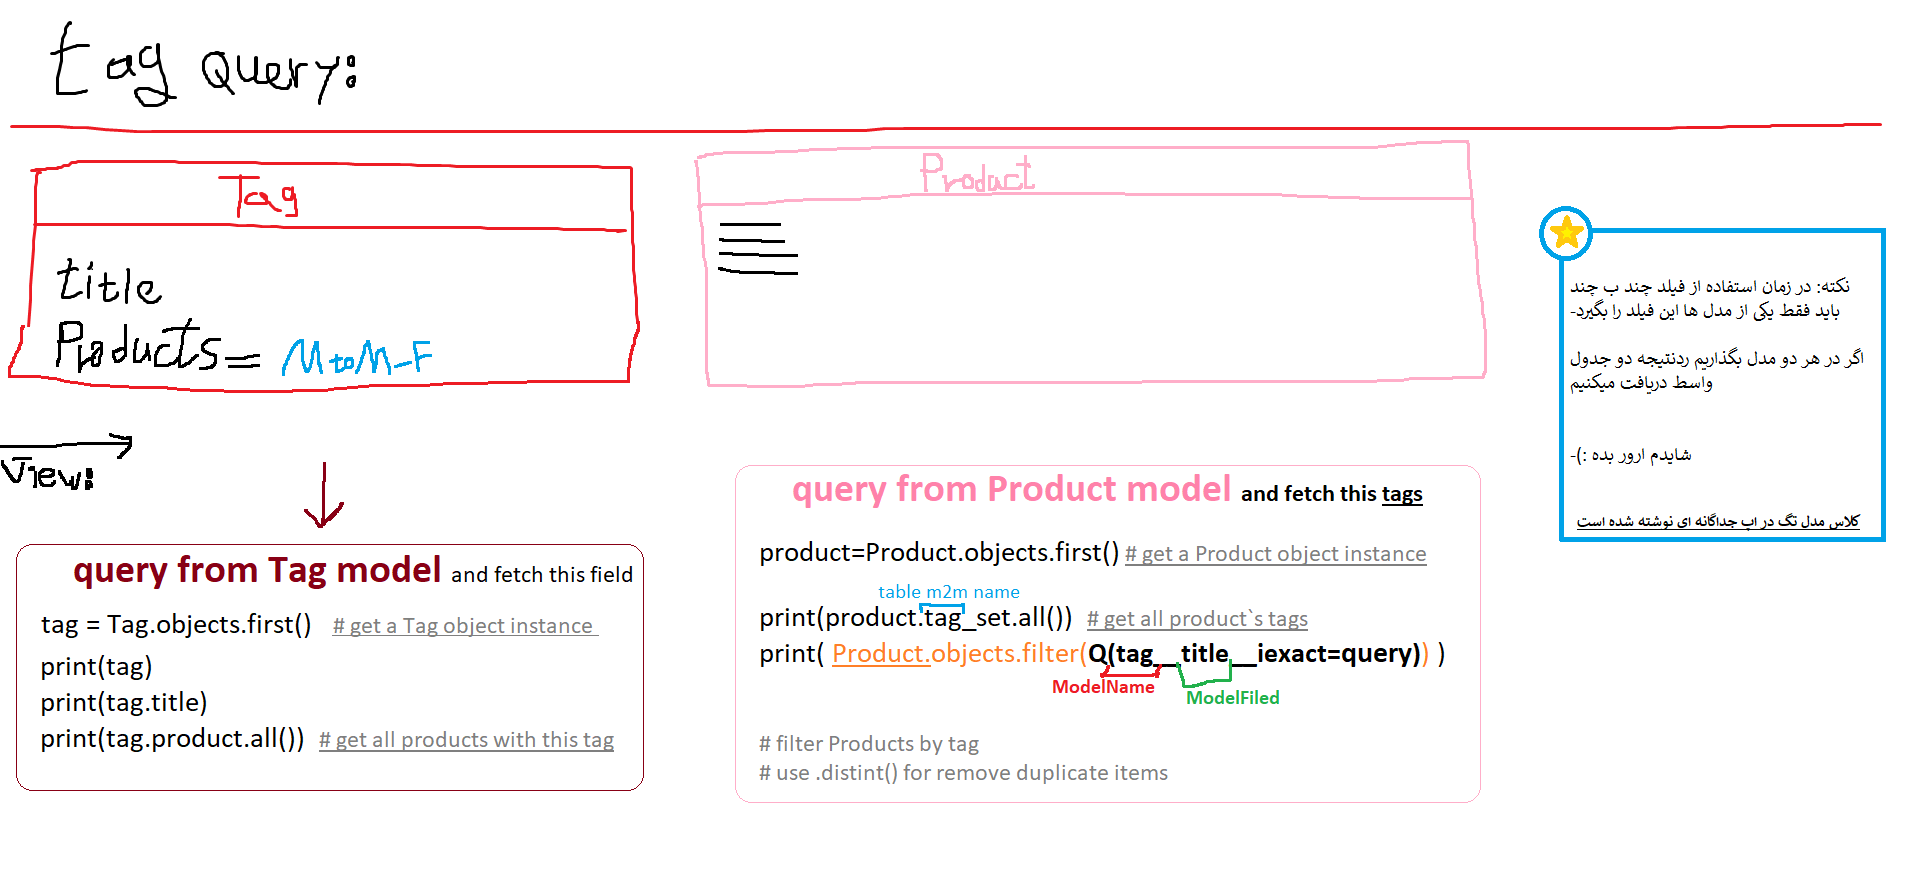 tag query:
Tag
title
Products= MtoM-F
Product
نکته: در زمان استفاده از فیلد چند ب چند
باید فقط یکی از مدل ها این فیلد را بگیرد-
اگر در هر دو مدل بگذاریم ردنتیجه دو جدول
واسط دریافت میکنیم
شایدم ارور بده :)-
کلاس مدل تگ در اپ جداگانه ای نوشته شده است
View:
query from Tag model and fetch this field
tag = Tag.objects.first() # get a Tag object instance
print(tag)
print(tag.title)
print(tag.product.all()) # get all products with this tag
query from Product model and fetch this tags
product=Product.objects.first() # get a Product object instance
table m2m name
print(product.tag_set.all()) # get all product`s tags
print( Product.objects.filter(Q(tag__title__iexact=query)) )
ModelName
ModelFiled
# filter Products by tag
# use .distint() for remove duplicate items